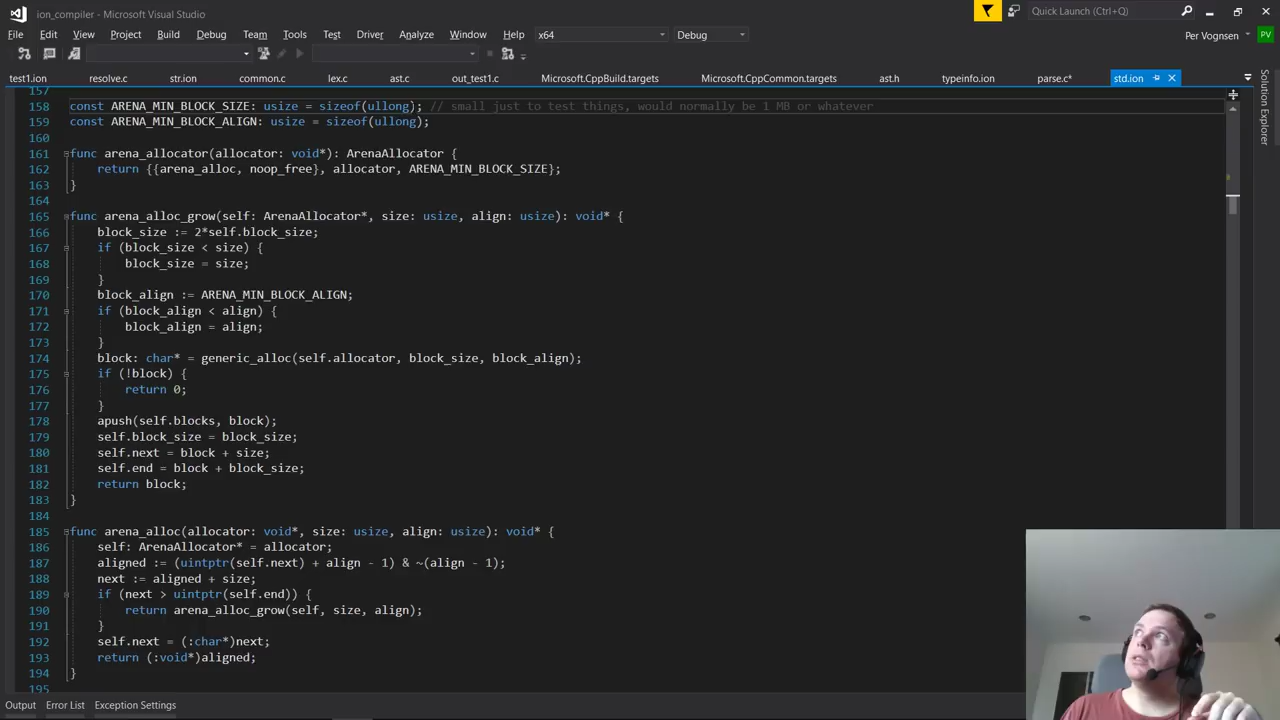 ion_compiler - Microsoft Visual Studio
Quick Launch (Ctrl+Q)
File Edit View Project Build Debug Team Tools Test Driver Analyze Window Help x64 Debug Per Vognsen PV
test1.ion resolve.c str.ion common.c lex.c ast.c out_test1.c Microsoft.CppBuild.targets Microsoft.CppCommon.targets ast.h typeinfo.ion parse.c* std.ion
Solution Explorer
157
158 const ARENA_MIN_BLOCK_SIZE: usize = sizeof(ullong); // small just to test things, would normally be 1 MB or whatever
159 const ARENA_MIN_BLOCK_ALIGN: usize = sizeof(ullong);
160
161 func arena_allocator(allocator: void*): ArenaAllocator {
162 return {{arena_alloc, noop_free}, allocator, ARENA_MIN_BLOCK_SIZE};
163 }
164
165 func arena_alloc_grow(self: ArenaAllocator*, size: usize, align: usize): void* {
166 block_size := 2*self.block_size;
167 if (block_size < size) {
168 block_size = size;
169 }
170 block_align := ARENA_MIN_BLOCK_ALIGN;
171 if (block_align < align) {
172 block_align = align;
173 }
174 block: char* = generic_alloc(self.allocator, block_size, block_align);
175 if (!block) {
176 return 0;
177 }
178 apush(self.blocks, block);
179 self.block_size = block_size;
180 self.next = block + size;
181 self.end = block + block_size;
182 return block;
183 }
184
185 func arena_alloc(allocator: void*, size: usize, align: usize): void* {
186 self: ArenaAllocator* = allocator;
187 aligned := (uintptr(self.next) + align - 1) & ~(align - 1);
188 next := aligned + size;
189 if (next > uintptr(self.end)) {
190 return arena_alloc_grow(self, size, align);
191 }
192 self.next = (:char*)next;
193 return (:void*)aligned;
194 }
195
Output Error List Exception Settings